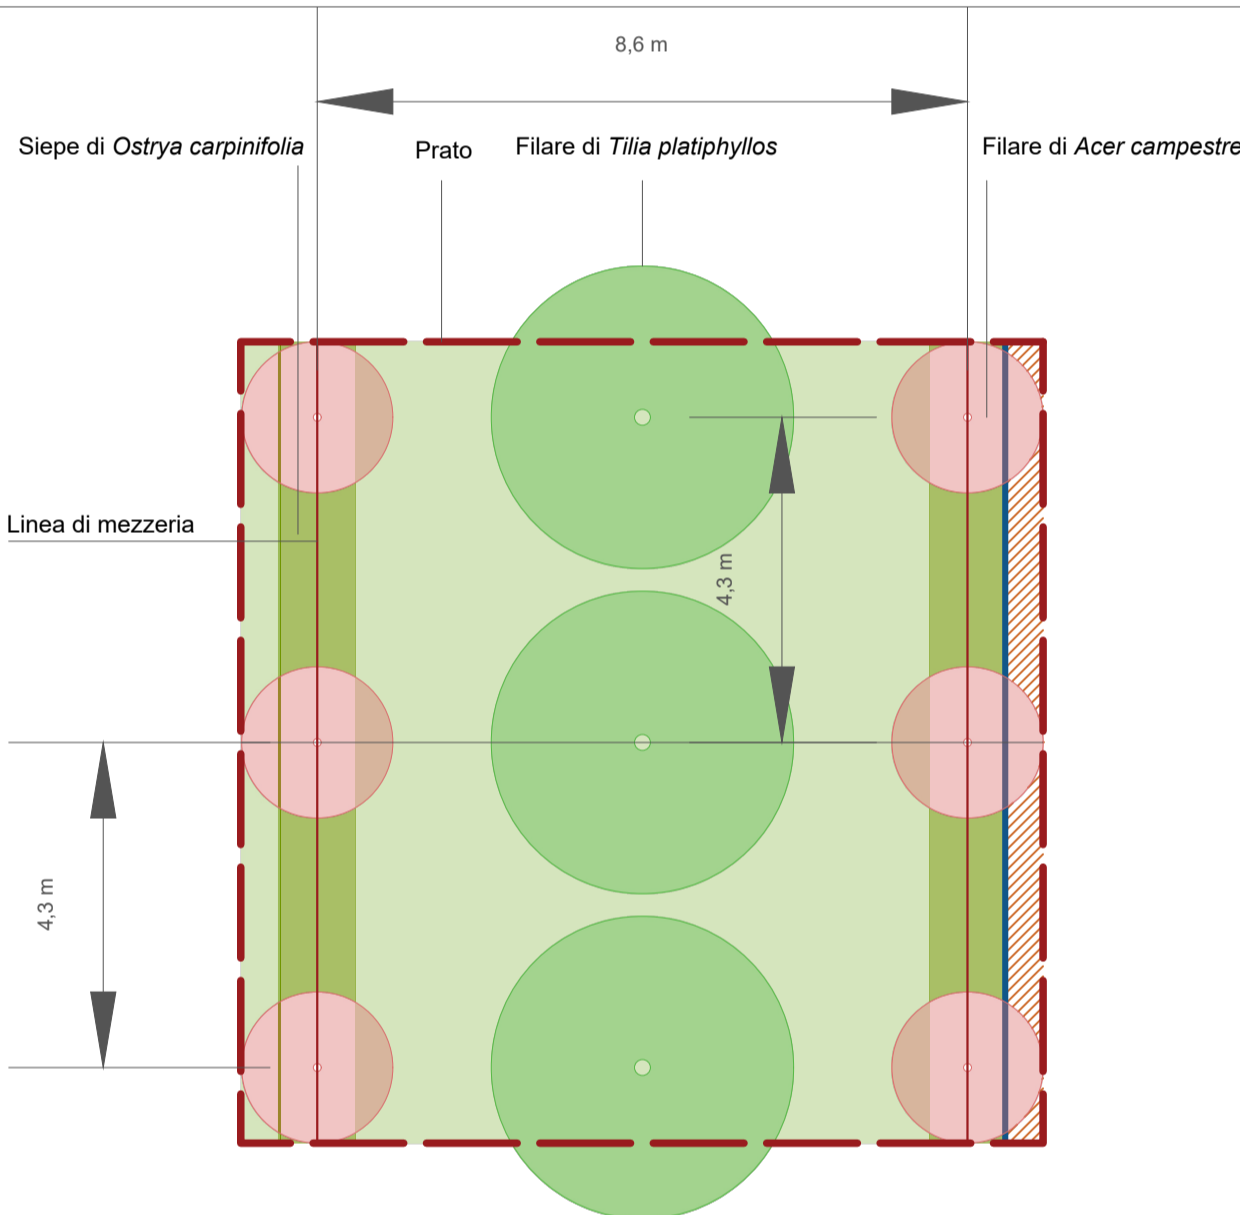 8,6 m
Siepe di Ostrya carpinifolia
Prato
Filare di Tilia platiphyllos
Filare di Acer campestre
Linea di mezzeria
4,3 m
4,3 m